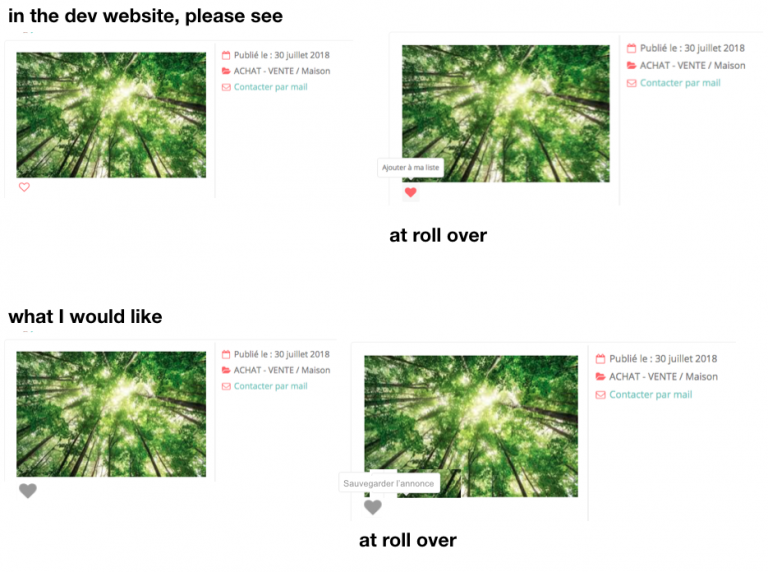 in the dev website, please see
Publié le : 30 juillet 2018
ACHAT - VENTE / Maison
Contacter par mail
Publié le : 30 juillet 2018
ACHAT - VENTE / Maison
Contacter par mail
Ajouter à ma liste
at roll over
what I would like
Publié le : 30 juillet 2018
ACHAT - VENTE / Maison
Contacter par mail
Publié le : 30 juillet 2018
ACHAT - VENTE / Maison
Contacter par mail
Sauvegarder l'annonce
at roll over